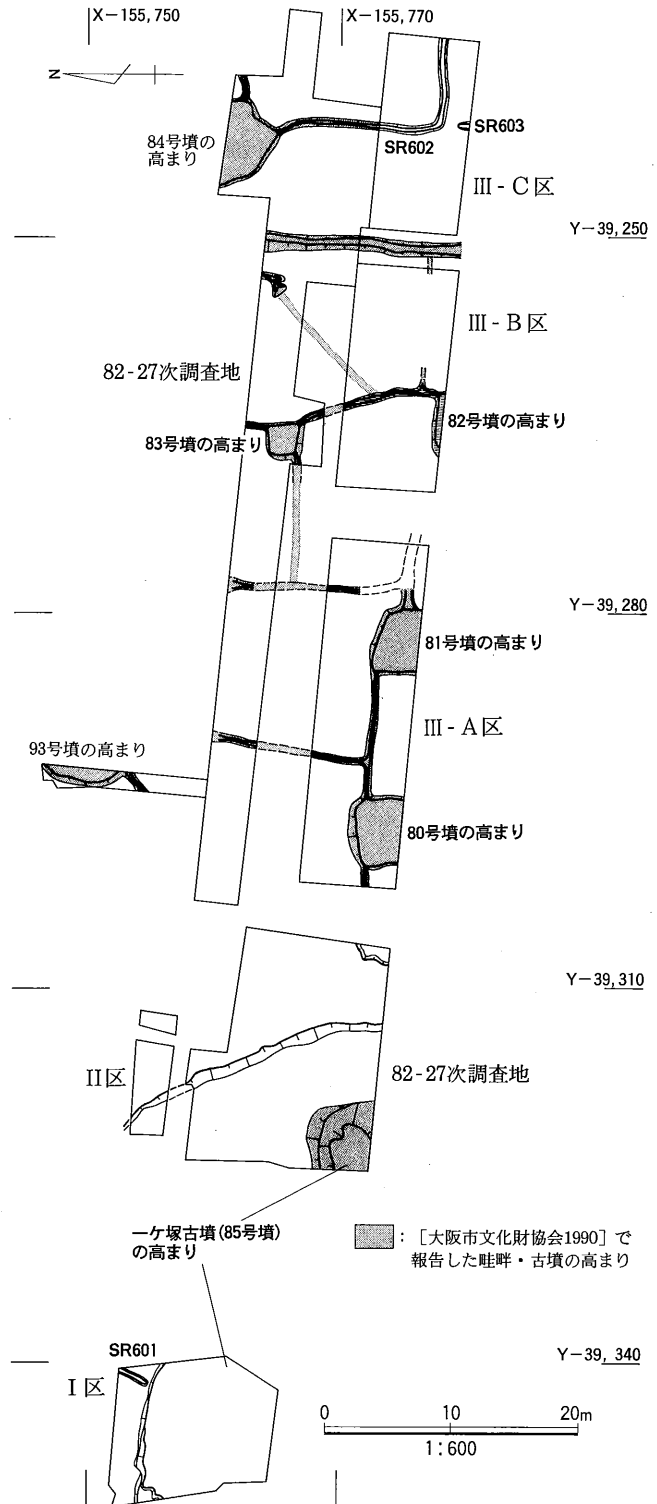 X-155,750
X-155,770
N
84号墳の
高まり
SR603
SR602
III-C区
Y-39,250
III-B区
82-27次調査地
83号墳の高まり
82号墳の高まり
Y-39,280
81号墳の高まり
III-A区
93号墳の高まり
80号墳の高まり
Y-39,310
II区
82-27次調査地
一ケ塚古墳(85号墳)
の高まり
:［大阪市文化財協会1990］で
報告した畦畔・古墳の高まり
SR601
Y-39,340
I区
0 10 20m
1:600